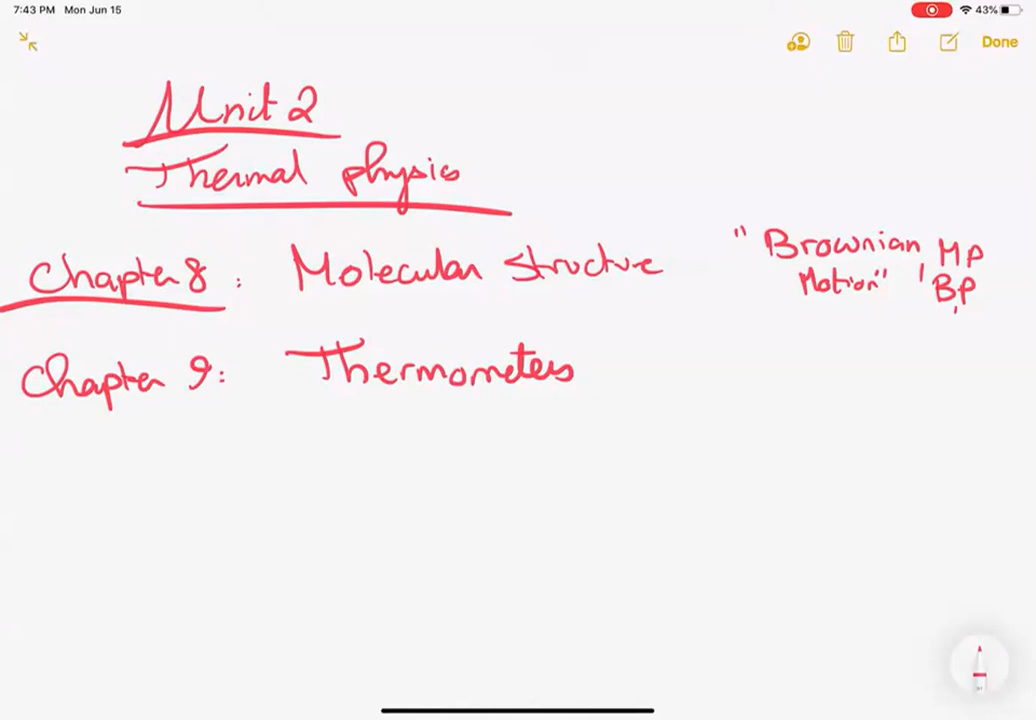 7:43 PM Mon Jun 15
43%
Done
Unit 2
Thermal physics
Chapter 8 : Molecular Structure
"Brownian MP
Motion" ' BP
Chapter 9: Thermometers